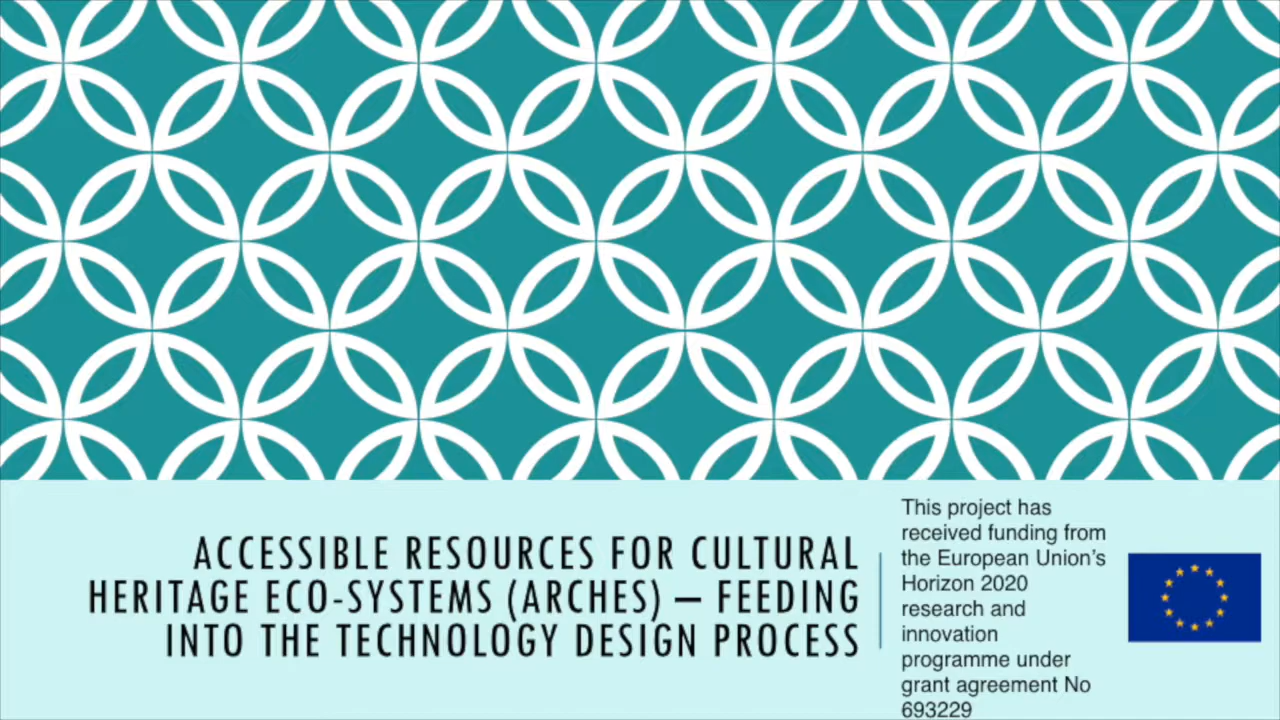 ACCESSIBLE RESOURCES FOR CULTURAL
HERITAGE ECO-SYSTEMS (ARCHES) – FEEDING
INTO THE TECHNOLOGY DESIGN PROCESS
This project has
received funding from
the European Union’s
Horizon 2020
research and
innovation
programme under
grant agreement No
693229